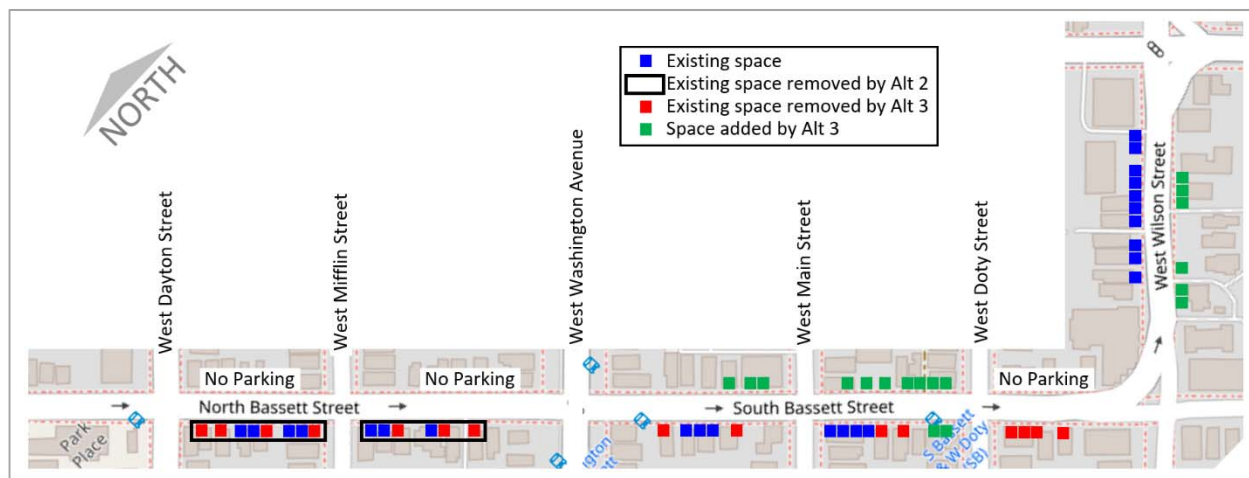 NORTH
Existing space
Existing space removed by Alt 2
Existing space removed by Alt 3
Space added by Alt 3
West Dayton Street
West Mifflin Street
West Washington Avenue
West Main Street
West Doty Street
West Wilson Street
No Parking
No Parking
No Parking
North Bassett Street
South Bassett Street
Park
Place
S Bassett
& W Doty